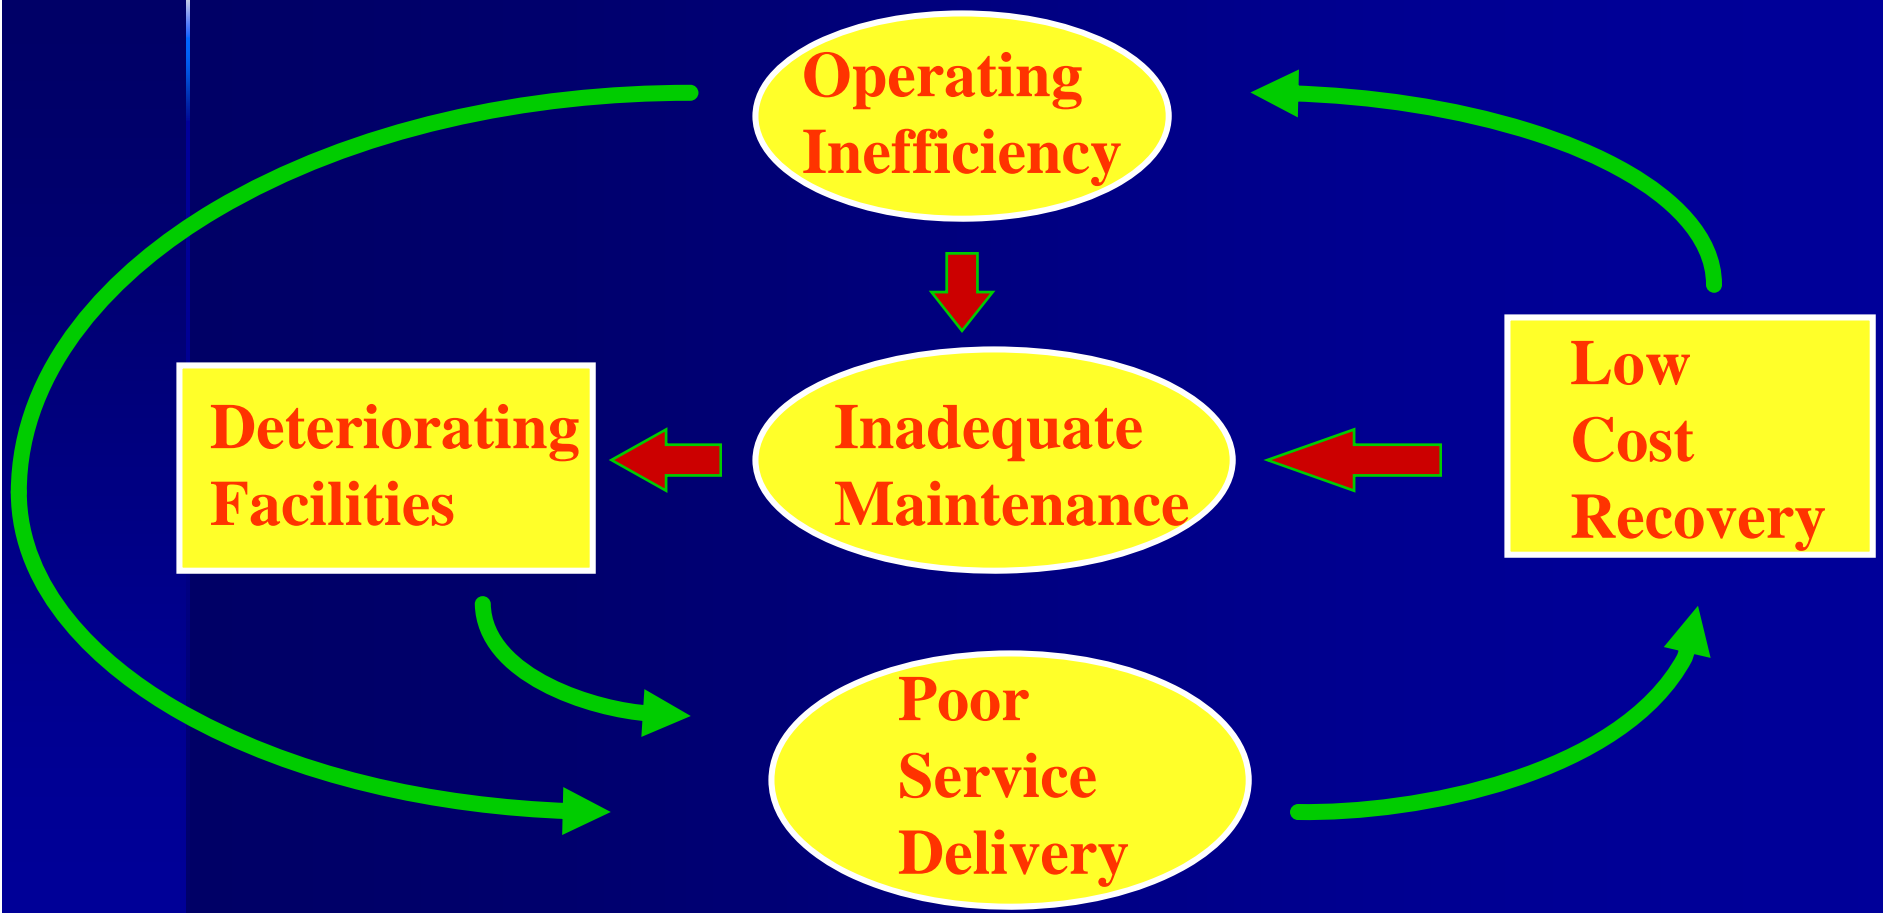 Operating
Inefficiency
Deteriorating
Facilities
Inadequate
Maintenance
Low
Cost
Recovery
Poor
Service
Delivery